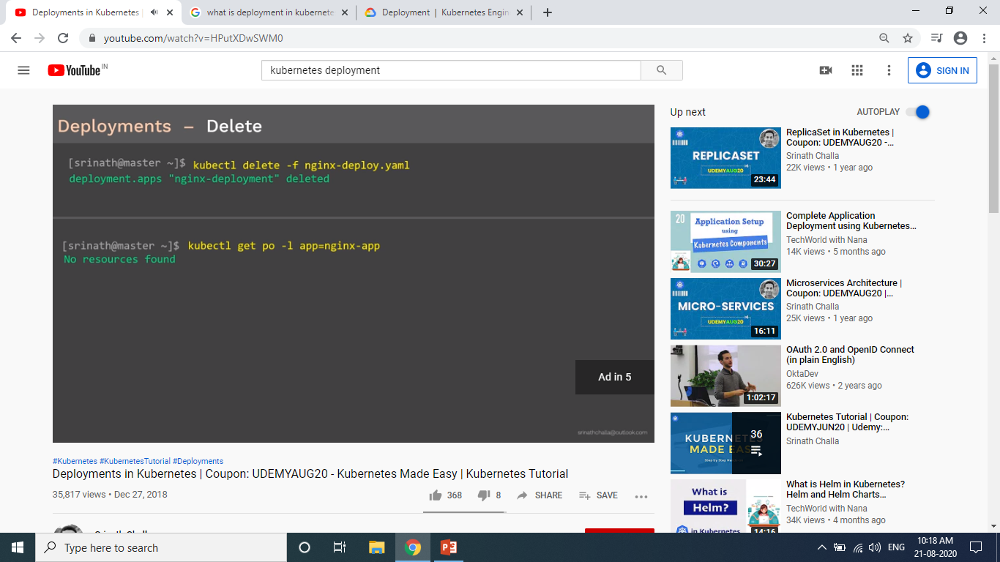 Deployments in Kubernetes |
what is deployment in kubernete
Deployment | Kubernetes Engin
youtube.com/watch?v=HPutXDwSWM0
YouTube IN
kubernetes deployment
SIGN IN
Deployments – Delete
[srinath@master ~]$ kubectl delete -f nginx-deploy.yaml
deployment.apps "nginx-deployment" deleted
[srinath@master ~]$ kubectl get po -l app=nginx-app
No resources found
Ad in 5
srinathchalla@outlook.com
#Kubernetes #KubernetesTutorial #Deployments
Deployments in Kubernetes | Coupon: UDEMYAUG20 - Kubernetes Made Easy | Kubernetes Tutorial
35,817 views • Dec 27, 2018
368
8
SHARE
SAVE
Up next
AUTOPLAY
REPLICASET
UDEMYAUG20
23:44
ReplicaSet in Kubernetes |
Coupon: UDEMYAUG20 -...
Srinath Challa
22K views • 1 year ago
20
Application Setup
using
Kubernetes Components
30:27
Complete Application
Deployment using Kubernetes...
TechWorld with Nana
14K views • 5 months ago
MICRO-SERVICES
UDEMYAUG20
16:11
Microservices Architecture |
Coupon: UDEMYAUG20 |...
Srinath Challa
25K views • 1 year ago
1:02:17
OAuth 2.0 and OpenID Connect
(in plain English)
OktaDev
626K views • 2 years ago
KUBERNETES
MADE EASY
36
Kubernetes Tutorial | Coupon:
UDEMYJUN20 | Udemy:...
Srinath Challa
What is
Helm?
in Kubernetes
14:16
What is Helm in Kubernetes?
Helm and Helm Charts...
TechWorld with Nana
34K views • 4 months ago
Type here to search
ENG
10:18 AM
21-08-2020